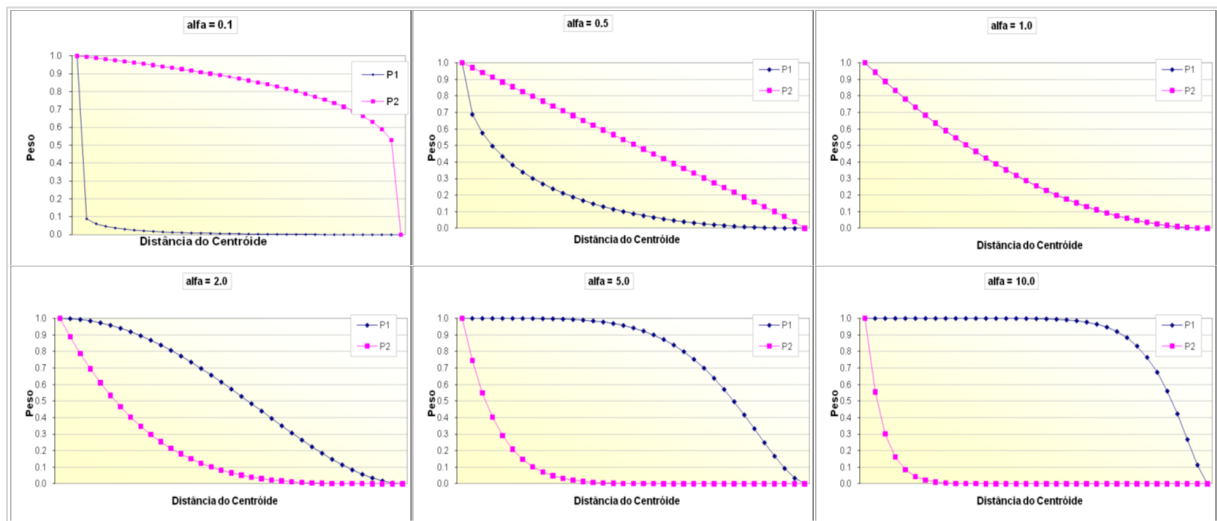 alfa = 0.1
1.0
0.9
0.8
0.7
0.6
0.5
0.4
0.3
0.2
0.1
0.0
Peso
P1
P2
Distância do Centróide
alfa = 0.5
1.0
0.9
0.8
0.7
0.6
0.5
0.4
0.3
0.2
0.1
0.0
Peso
P1
P2
Distância do Centróide
alfa = 1.0
1.0
0.9
0.8
0.7
0.6
0.5
0.4
0.3
0.2
0.1
0.0
Peso
P1
P2
Distância do Centróide
alfa = 2.0
1.0
0.9
0.8
0.7
0.6
0.5
0.4
0.3
0.2
0.1
0.0
Peso
P1
P2
Distância do Centróide
alfa = 5.0
1.0
0.9
0.8
0.7
0.6
0.5
0.4
0.3
0.2
0.1
0.0
Peso
P1
P2
Distância do Centróide
alfa = 10.0
1.0
0.9
0.8
0.7
0.6
0.5
0.4
0.3
0.2
0.1
0.0
Peso
P1
P2
Distância do Centróide